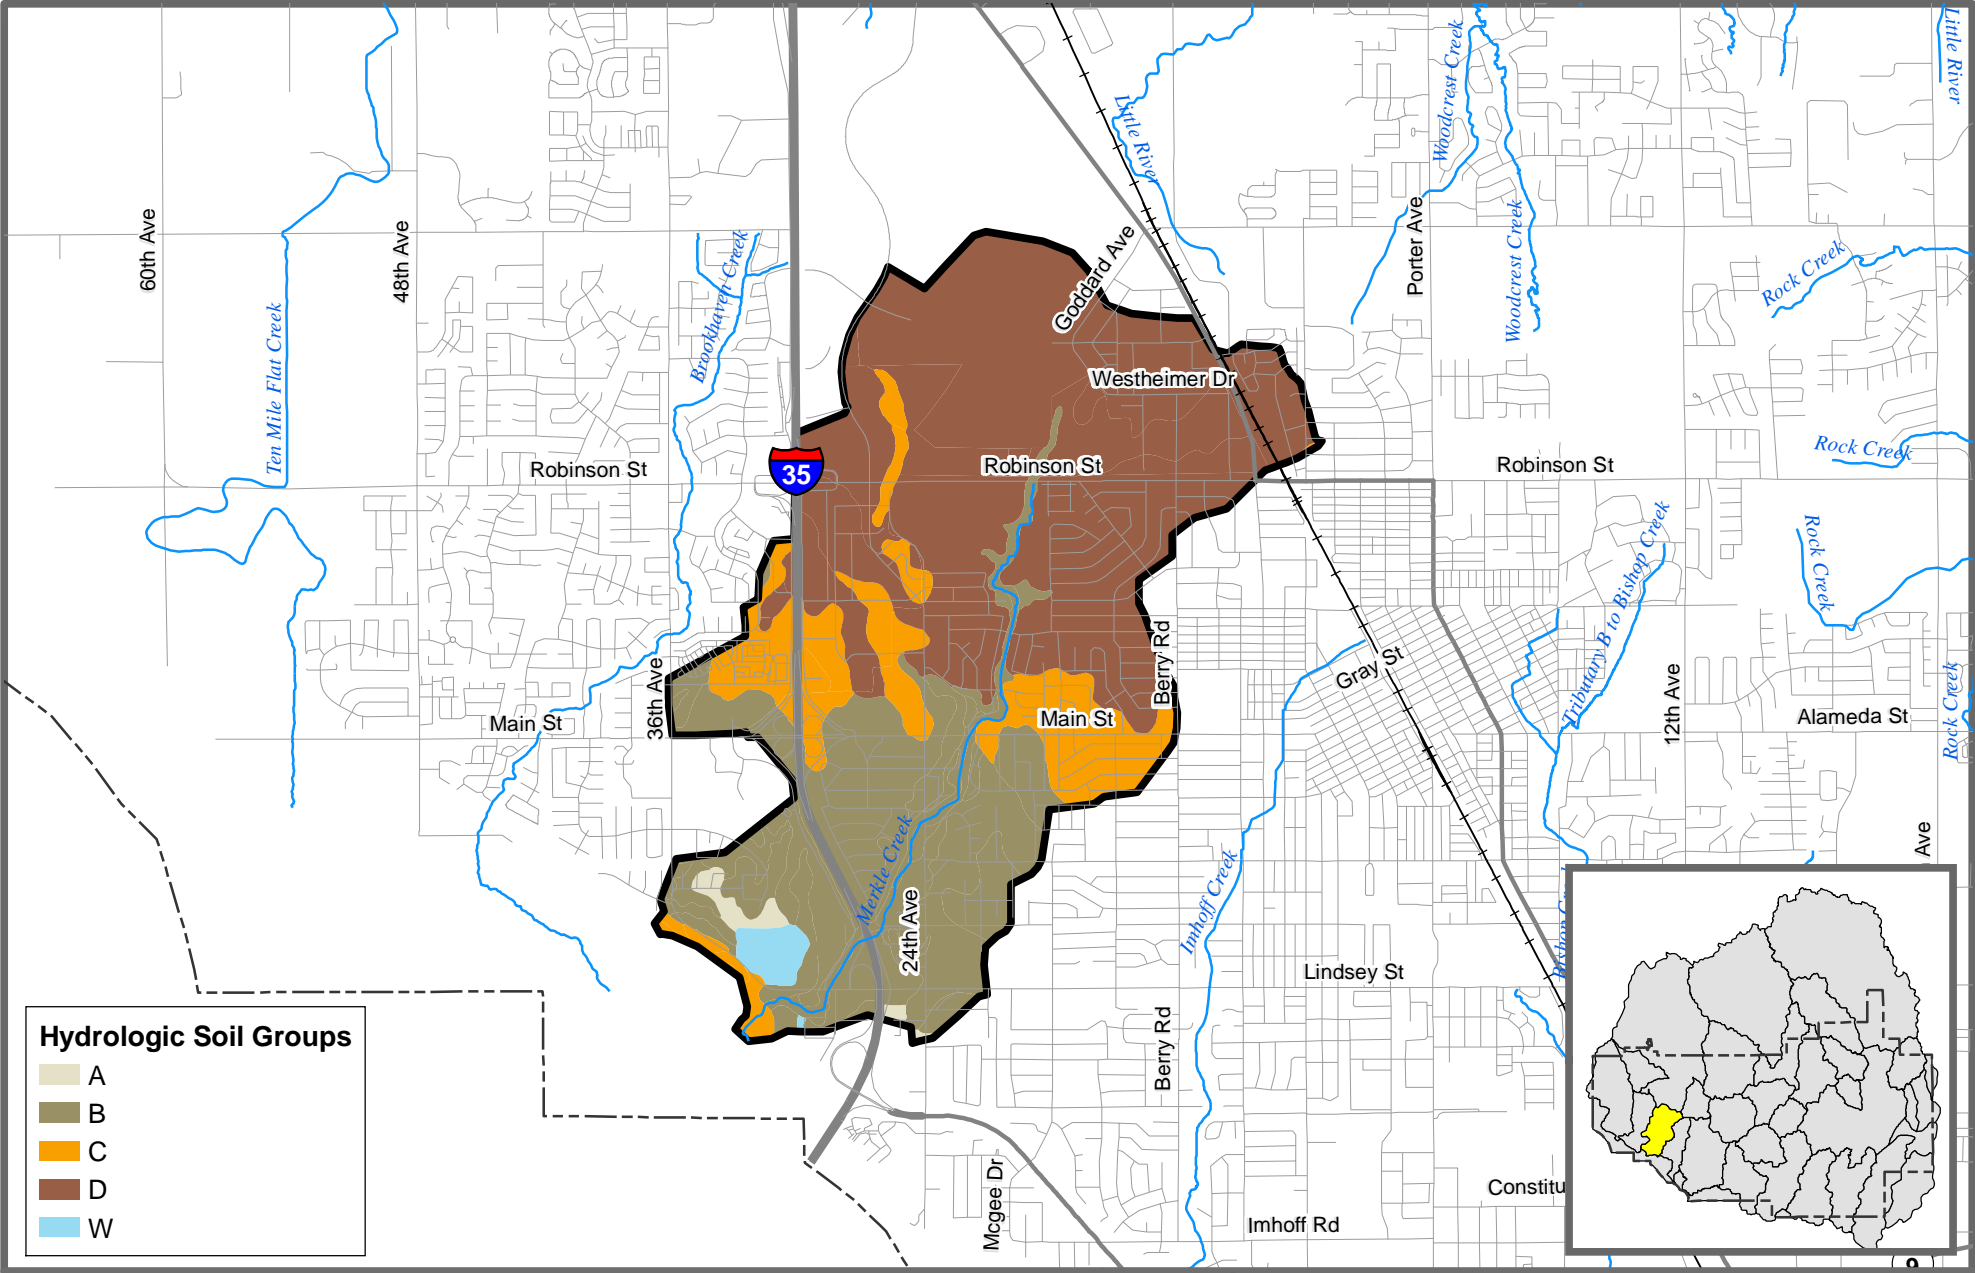 Little River
Woodcrest Creek
Little River
Woodcrest Creek
Porter Ave
60th Ave
48th Ave
Brookhaven Creek
Goddard Ave
Rock Creek
Ten Mile Flat Creek
Westheimer Dr
Rock Creek
Robinson St
35
Robinson St
Robinson St
Rock Creek
Tributary B to Bishop Creek
Berry Rd
Gray St
36th Ave
12th Ave
Rock Creek
Main St
Main St
Alameda St
Merkle Creek
24th Ave
Imhoff Creek
Ave
Lindsey St
Berry Rd
Mcgee Dr
Constitu
Imhoff Rd
9
Hydrologic Soil Groups
A
B
C
D
W